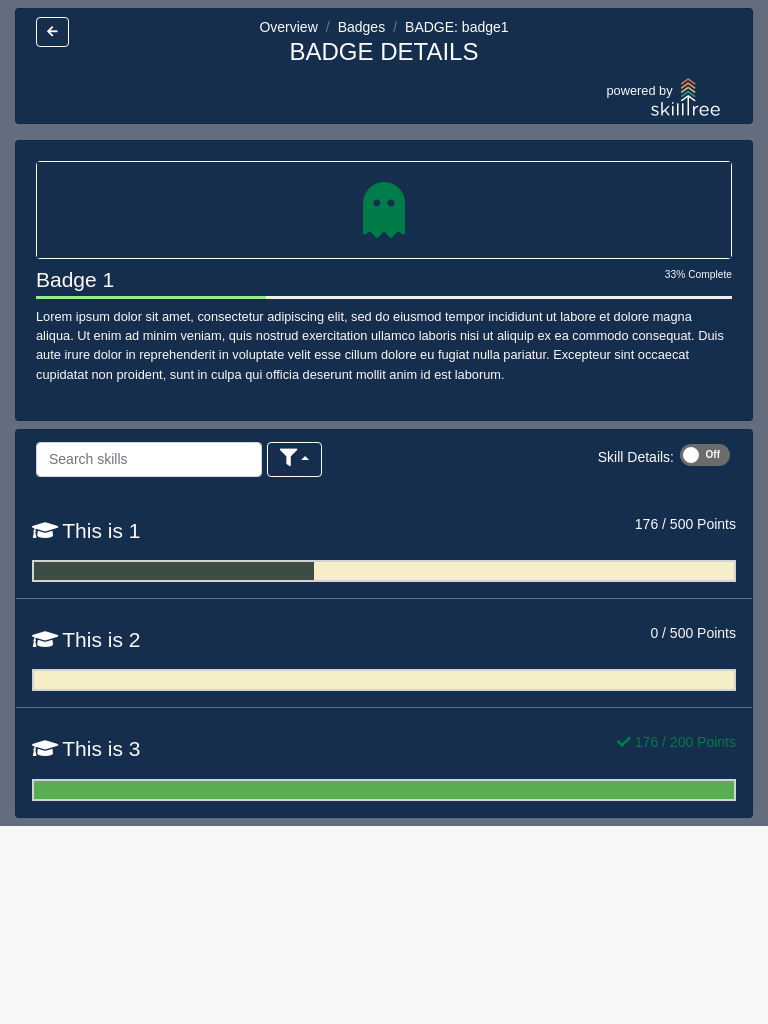 Overview / Badges / BADGE: badge1
BADGE DETAILS
powered by
skilltree
Badge 1
33% Complete
Lorem ipsum dolor sit amet, consectetur adipiscing elit, sed do eiusmod tempor incididunt ut labore et dolore magna
aliqua. Ut enim ad minim veniam, quis nostrud exercitation ullamco laboris nisi ut aliquip ex ea commodo consequat. Duis
aute irure dolor in reprehenderit in voluptate velit esse cillum dolore eu fugiat nulla pariatur. Excepteur sint occaecat
cupidatat non proident, sunt in culpa qui officia deserunt mollit anim id est laborum.
Search skills
Skill Details: Off
This is 1
176 / 500 Points
This is 2
0 / 500 Points
This is 3
176 / 200 Points